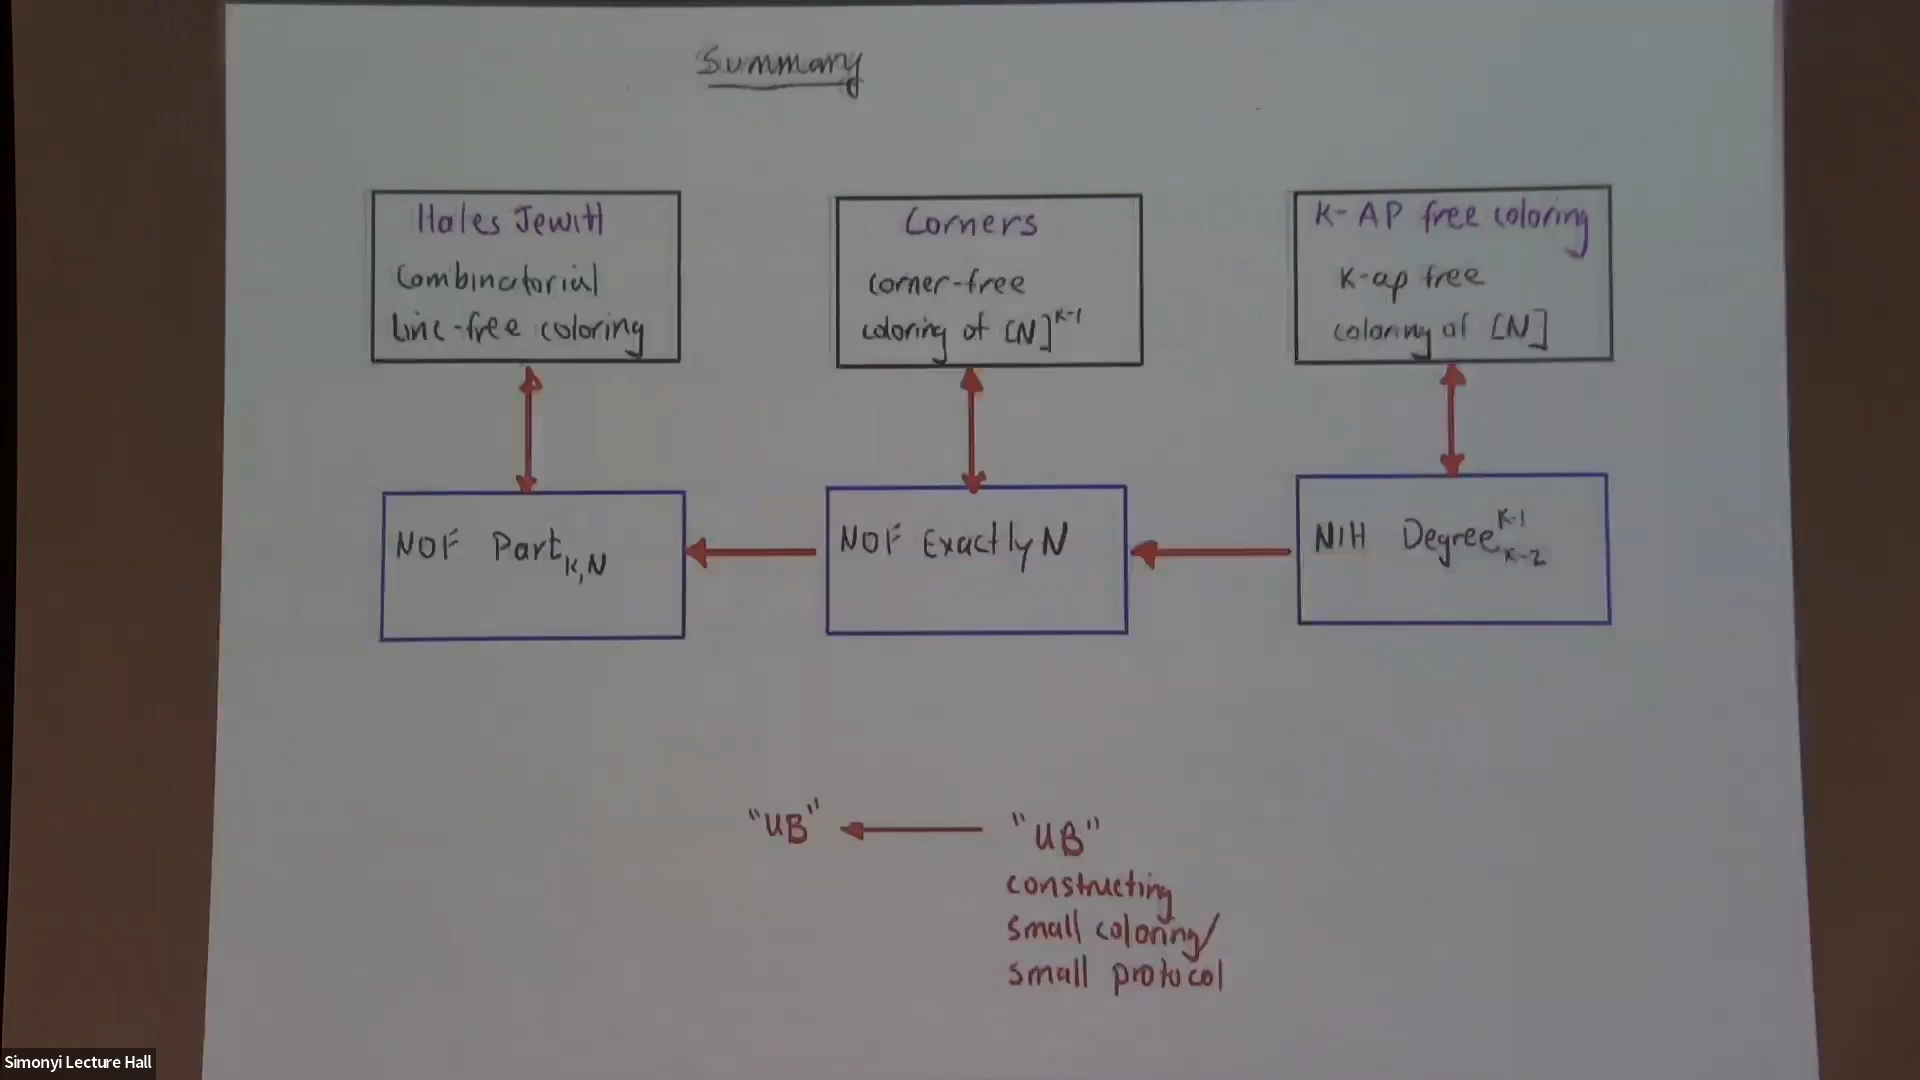 Summary
Hales Jewitt
Combinatorial
Line-free coloring
Corners
corner-free
coloring of [N]^{k-1}
K-AP free coloring
K-ap free
coloring of [N]
NOF Part_{K,N}
NOF Exactly N
NIH Degree^{K-1}_{K-2}
"UB"
"UB"
constructing
small coloring/
small protocol
Simonyi Lecture Hall